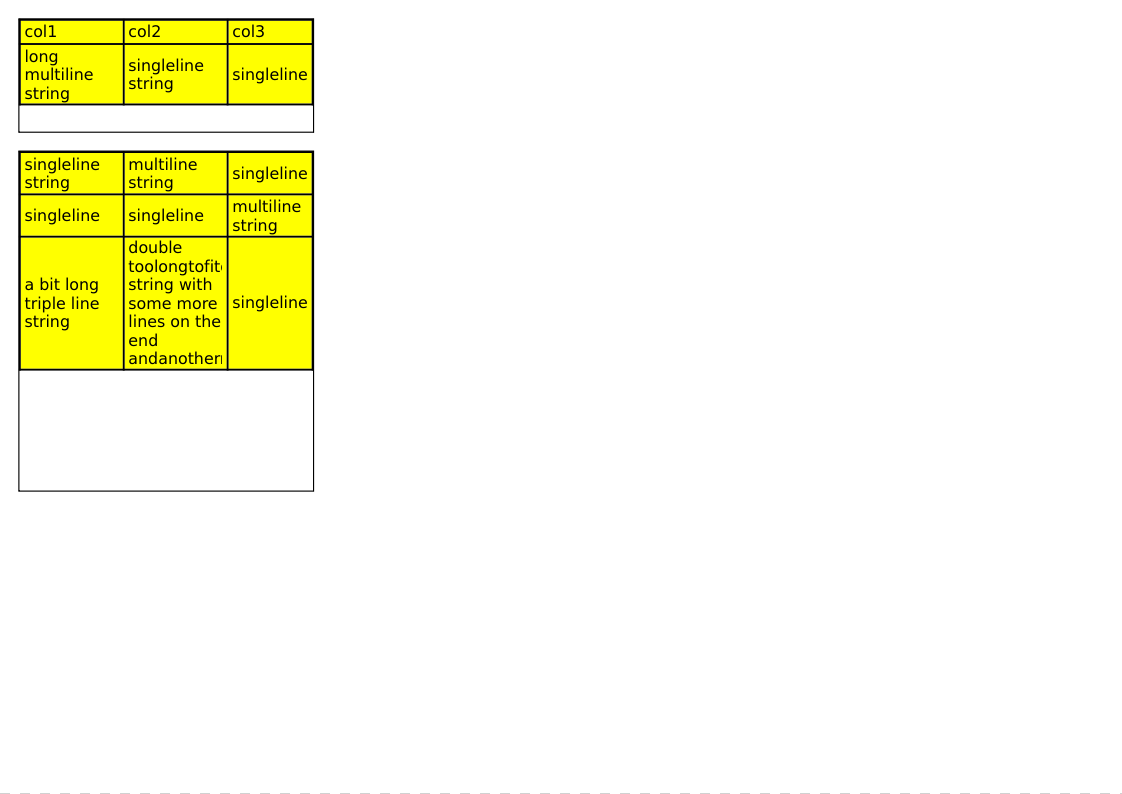 col1 col2 col3
long
multiline
string
singleline
string
singleline
singleline
string
multiline
string
singleline
singleline
singleline
multiline
string
a bit long
triple line
string
double
toolongtofit
string with
some more
lines on the
end
andanother
singleline